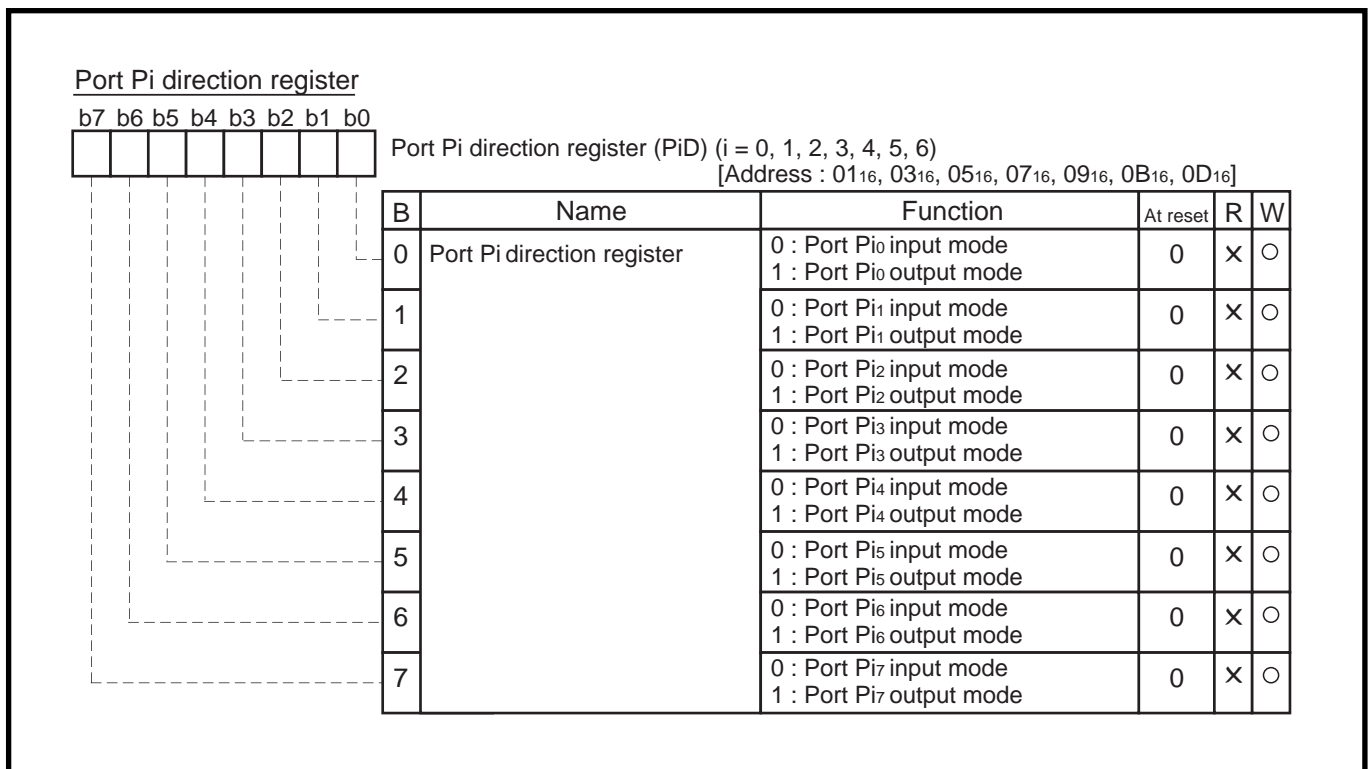 Port Pi direction register
b7 b6 b5 b4 b3 b2 b1 b0
Port Pi direction register (PiD) (i = 0, 1, 2, 3, 4, 5, 6)
[Address : 0116, 0316, 0516, 0716, 0916, 0B16, 0D16]
B Name Function At reset R W
0 Port Pi direction register 0 : Port Pi0 input mode 0 × ○
1 : Port Pi0 output mode
1 0 : Port Pi1 input mode 0 × ○
1 : Port Pi1 output mode
2 0 : Port Pi2 input mode 0 × ○
1 : Port Pi2 output mode
3 0 : Port Pi3 input mode 0 × ○
1 : Port Pi3 output mode
4 0 : Port Pi4 input mode 0 × ○
1 : Port Pi4 output mode
5 0 : Port Pi5 input mode 0 × ○
1 : Port Pi5 output mode
6 0 : Port Pi6 input mode 0 × ○
1 : Port Pi6 output mode
7 0 : Port Pi7 input mode 0 × ○
1 : Port Pi7 output mode